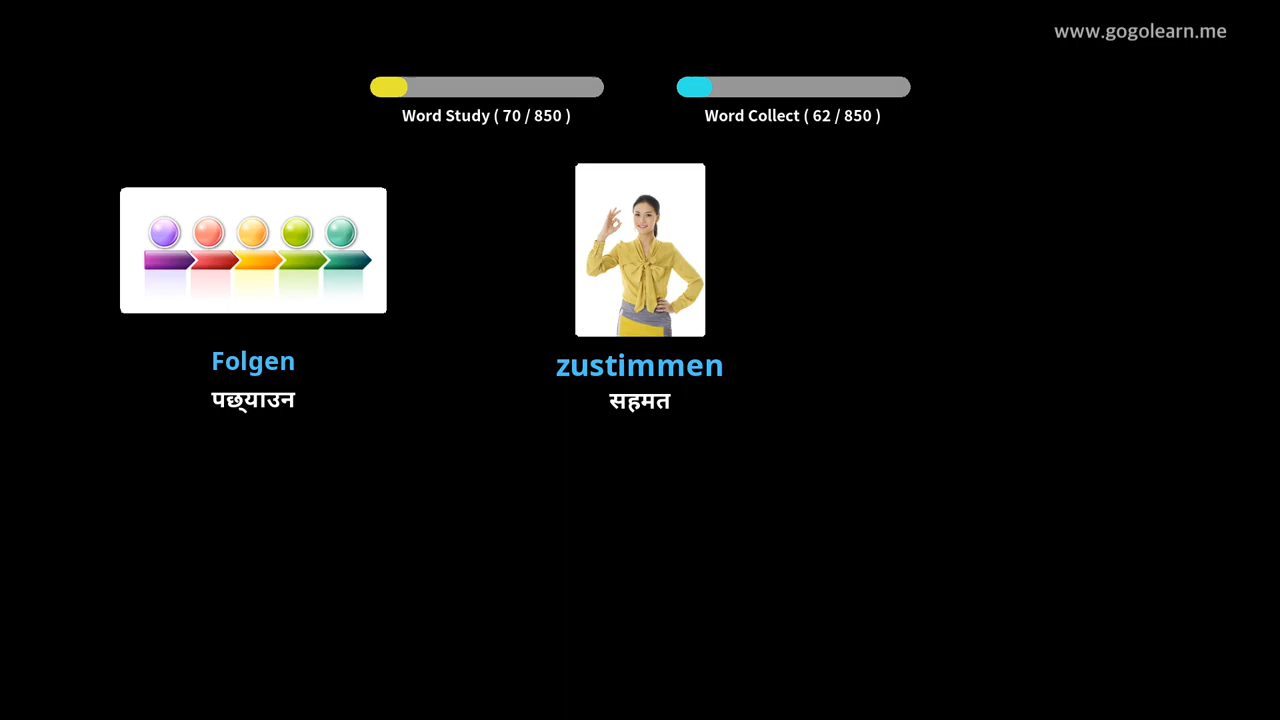 www.gogolearn.me
Word Study ( 70 / 850 )
Word Collect ( 62 / 850 )
Folgen
पछ्याउन
zustimmen
सहमत